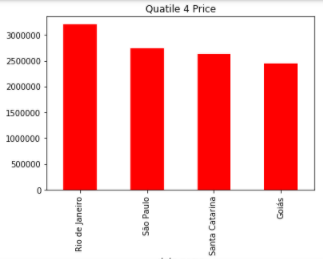 Quatile 4 Price
3000000
2500000
2000000
1500000
1000000
500000
0
Rio de Janeiro
São Paulo
Santa Catarina
Goiás